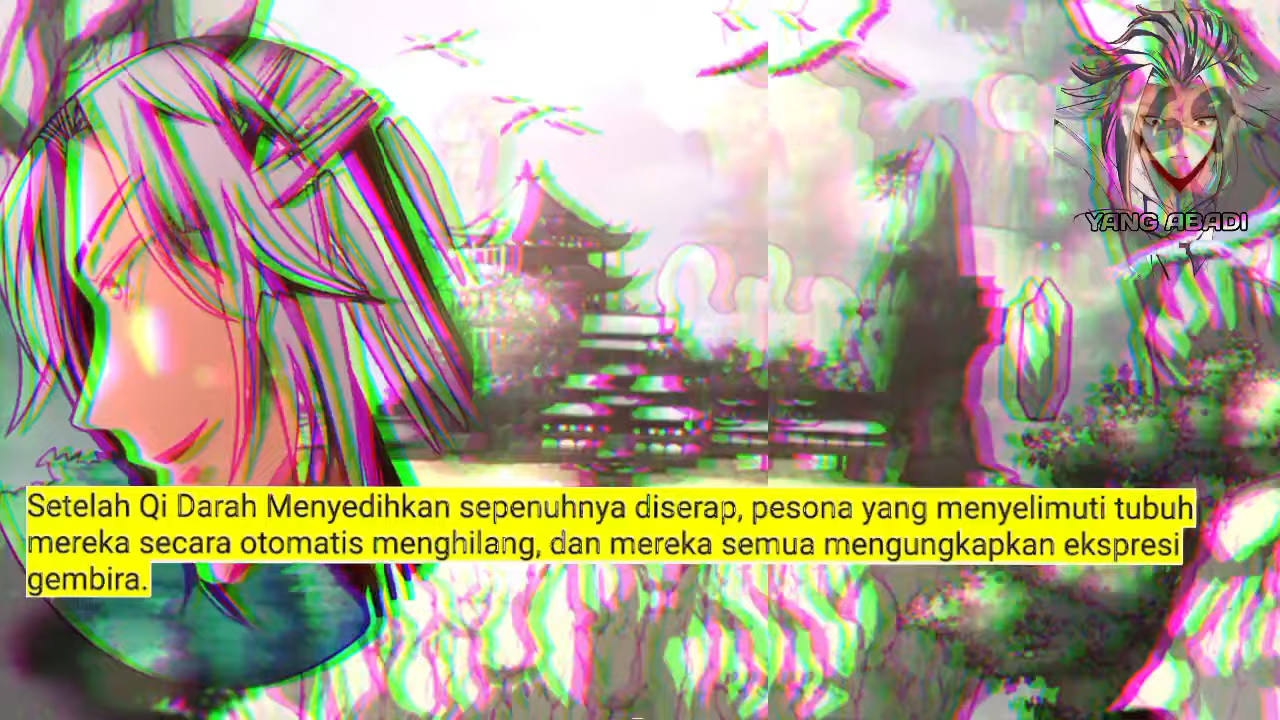 YANG ABADI
Setelah Qi Darah Menyedihkan sepenuhnya diserap, pesona yang menyelimuti tubuh
mereka secara otomatis menghilang, dan mereka semua mengungkapkan ekspresi
gembira.